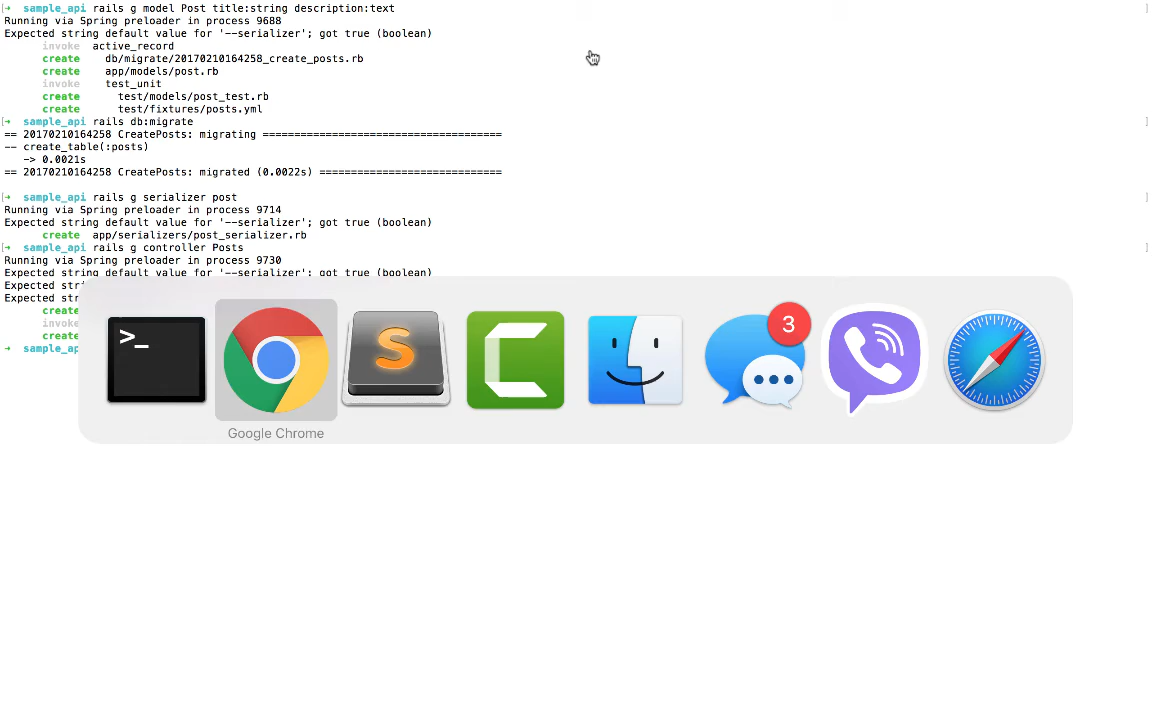 [➜  sample_api rails g model Post title:string description:text ]
Running via Spring preloader in process 9688
Expected string default value for '--serializer'; got true (boolean)
      invoke  active_record
      create    db/migrate/20170210164258_create_posts.rb
      create    app/models/post.rb
      invoke    test_unit
      create      test/models/post_test.rb
      create      test/fixtures/posts.yml
[➜  sample_api rails db:migrate ]
== 20170210164258 CreatePosts: migrating ======================================
-- create_table(:posts)
   -> 0.0021s
== 20170210164258 CreatePosts: migrated (0.0022s) =============================
[➜  sample_api rails g serializer post ]
Running via Spring preloader in process 9714
Expected string default value for '--serializer'; got true (boolean)
      create  app/serializers/post_serializer.rb
[➜  sample_api rails g controller Posts ]
Running via Spring preloader in process 9730
Expected string default value for '--serializer'; got true (boolean)
Expected str
Expected str
      create
      invoke
      create
➜  sample_ap
>_
S
C
3
Google Chrome